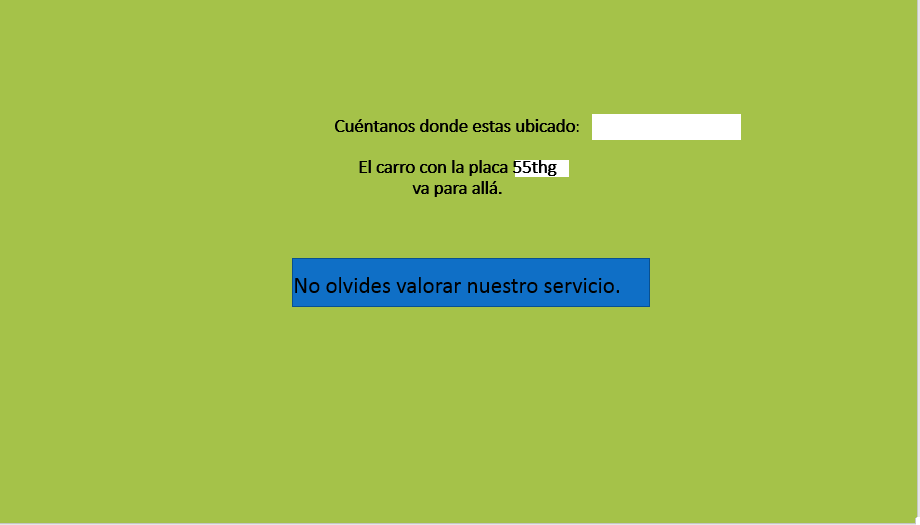 Cuéntanos donde estas ubicado:
El carro con la placa 55thg
va para allá.
No olvides valorar nuestro servicio.